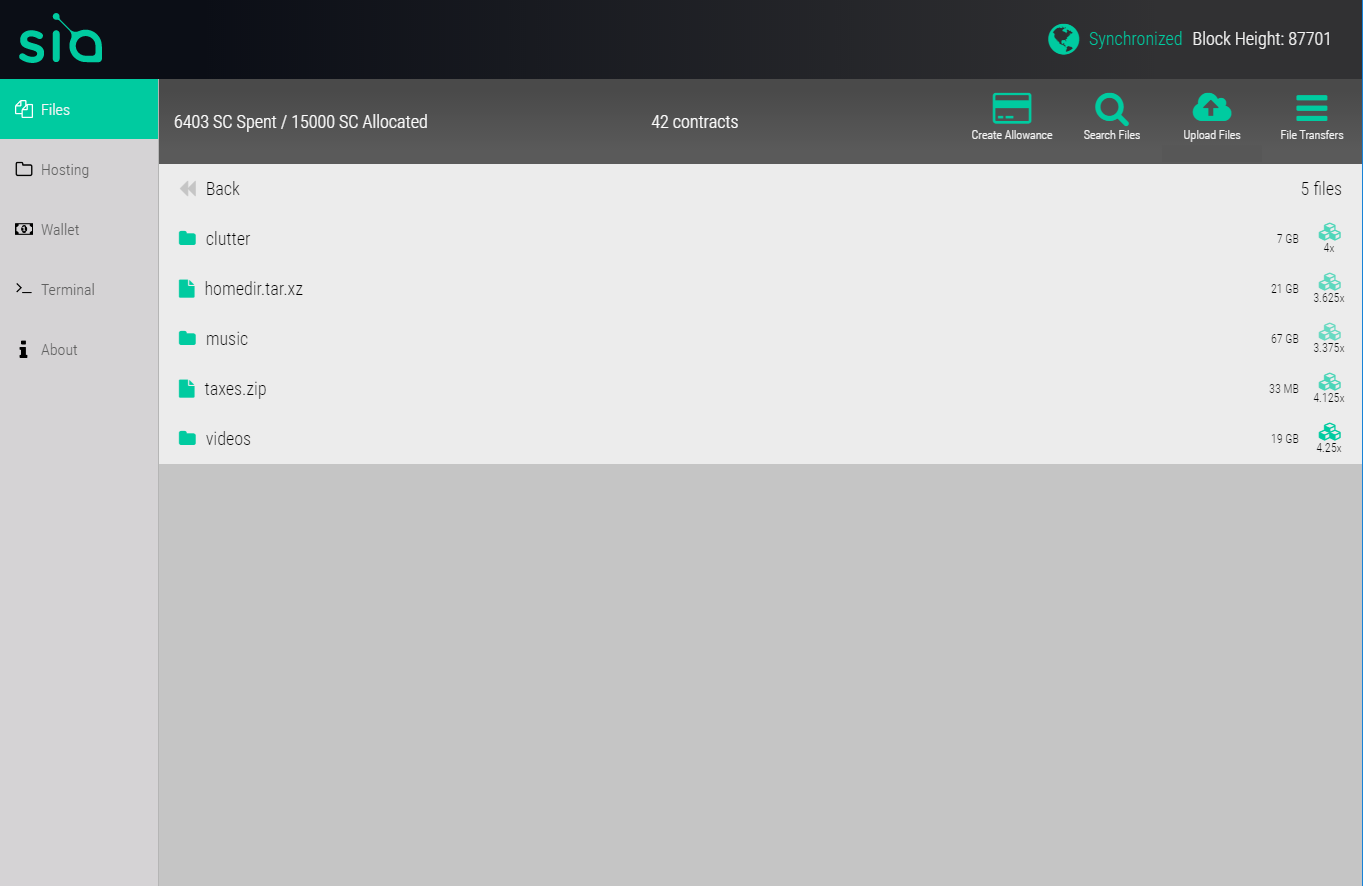 sia
Synchronized Block Height: 87701
Files
Hosting
Wallet
Terminal
About
6403 SC Spent / 15000 SC Allocated
42 contracts
Create Allowance
Search Files
Upload Files
File Transfers
Back 5 files
clutter 7 GB 4x
homedir.tar.xz 21 GB 3.625x
music 67 GB 3.375x
taxes.zip 33 MB 4.125x
videos 19 GB 4.25x